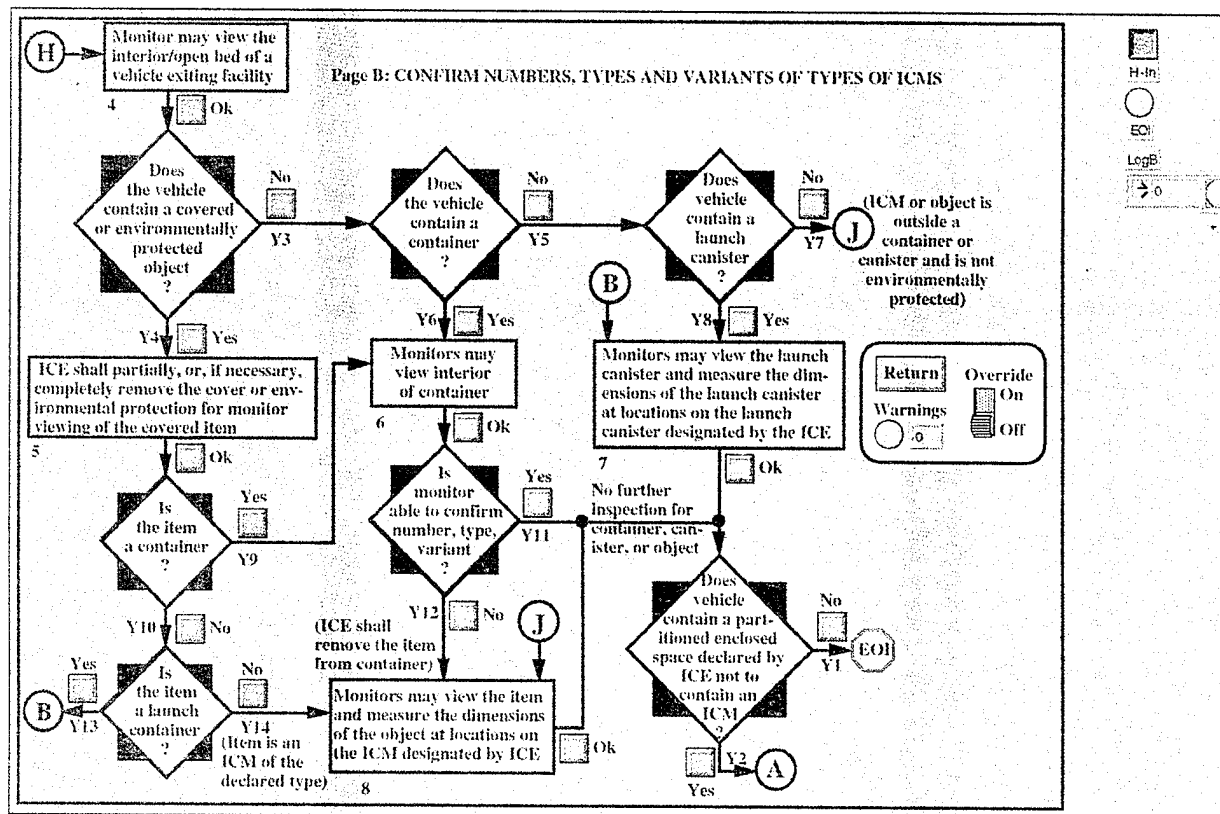 H
Monitor may view the
interior/open bed of a
vehicle exiting facility
4
Ok
Page B: CONFIRM NUMBERS, TYPES AND VARIANTS OF TYPES OF ICMS
Does
the vehicle
contain a covered
or environmentally
protected
object
?
No
Y3
Does
the vehicle
contain a
container
?
No
Y5
Does
vehicle
contain a
launch
canister
?
No
Y7
J
(ICM or object is
outside a
container or
canister and is not
environmentally
protected)
Y4
Yes
ICE shall partially, or, if necessary,
completely remove the cover or env-
ironmental protection for monitor
viewing of the covered item
5
Ok
Y6
Yes
Monitors may
view interior
of container
6
Ok
B
Y8
Yes
Monitors may view the launch
canister and measure the dim-
ensions of the launch canister
at locations on the launch
canister designated by the ICE
7
Ok
Return
Override
On
Off
Warnings
0
Is
the item
a container
?
Yes
Y9
Is
monitor
able to confirm
number, type,
variant
?
Yes
Y11
No further
inspection for
container, can-
ister, or object
Y10
No
Y12
No
(ICE shall
remove the item
from container)
J
Does
vehicle
contain a part-
itioned enclosed
space declared by
ICE not to
contain an
ICM
?
No
Y1
EOI
Yes
Y13
B
Is
the item
a launch
container
?
No
Y14
(Item is an
ICM of the
declared type)
Monitors may view the item
and measure the dimensions
of the object at locations on
the ICM designated by ICE
8
Ok
Yes
Y2
A
H-In
EOI
LogB
0